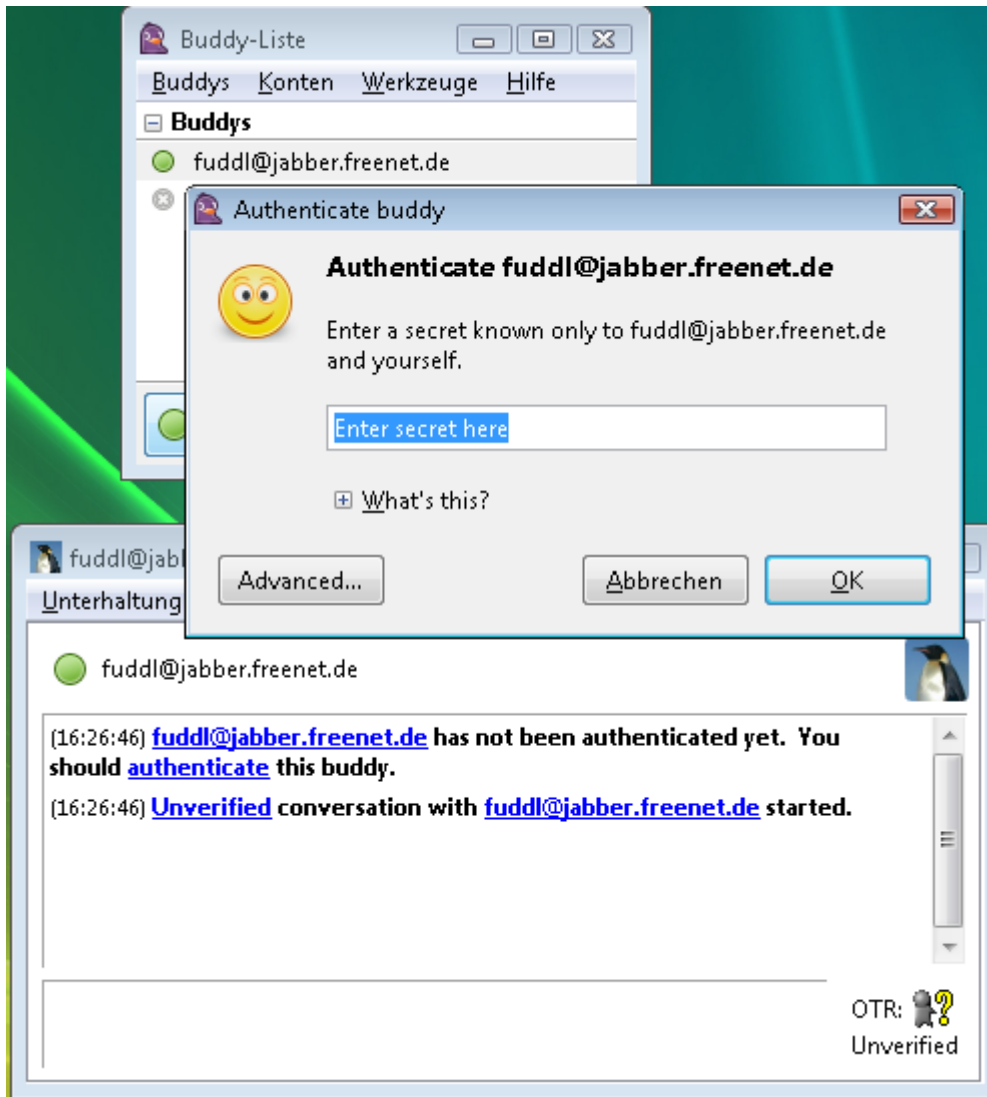 Buddy-Liste
Buddys Konten Werkzeuge Hilfe
Buddys
fuddl@jabber.freenet.de
Authenticate buddy
Authenticate fuddl@jabber.freenet.de
Enter a secret known only to fuddl@jabber.freenet.de
and yourself.
Enter secret here
What's this?
Advanced... Abbrechen OK
fuddl@jabl
Unterhaltung
fuddl@jabber.freenet.de
(16:26:46) fuddl@jabber.freenet.de has not been authenticated yet. You
should authenticate this buddy.
(16:26:46) Unverified conversation with fuddl@jabber.freenet.de started.
OTR:
Unverified